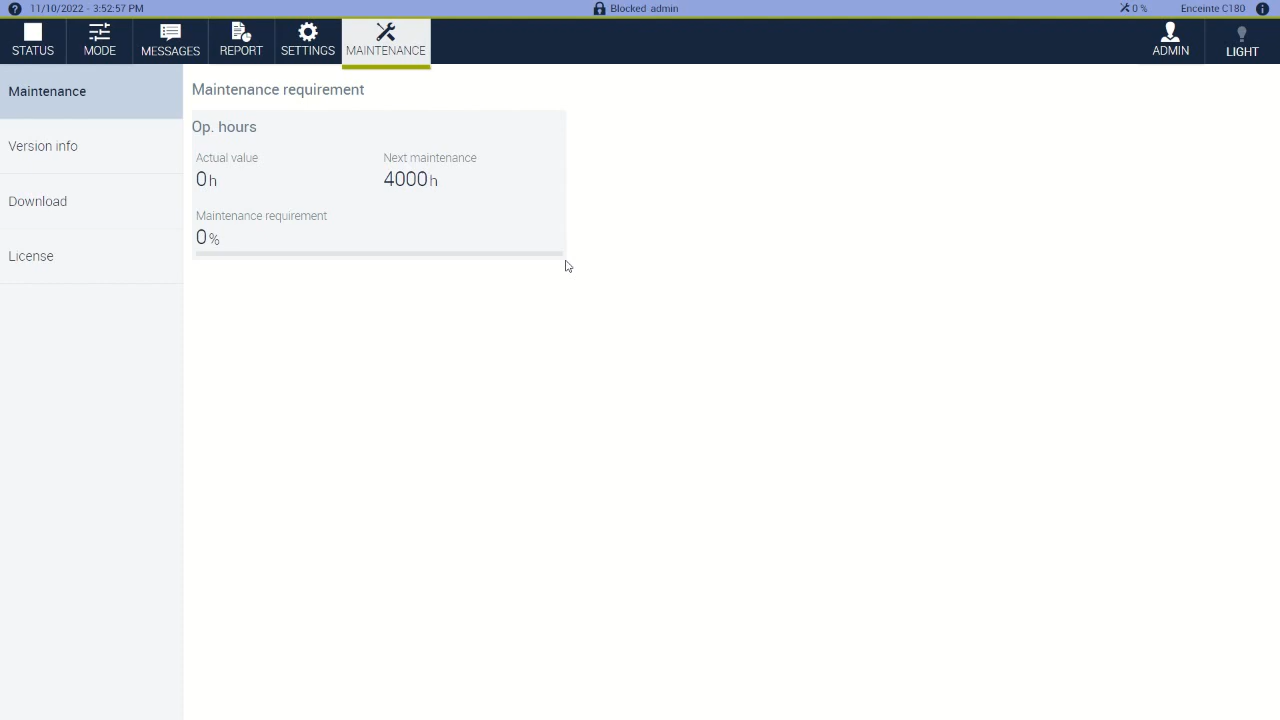 11/10/2022 - 3:52:57 PM
Blocked admin
0 %
Enceinte C180
STATUS
MODE
MESSAGES
REPORT
SETTINGS
MAINTENANCE
ADMIN
LIGHT
Maintenance
Version info
Download
License
Maintenance requirement
Op. hours
Actual value
Next maintenance
0 h
4000 h
Maintenance requirement
0 %